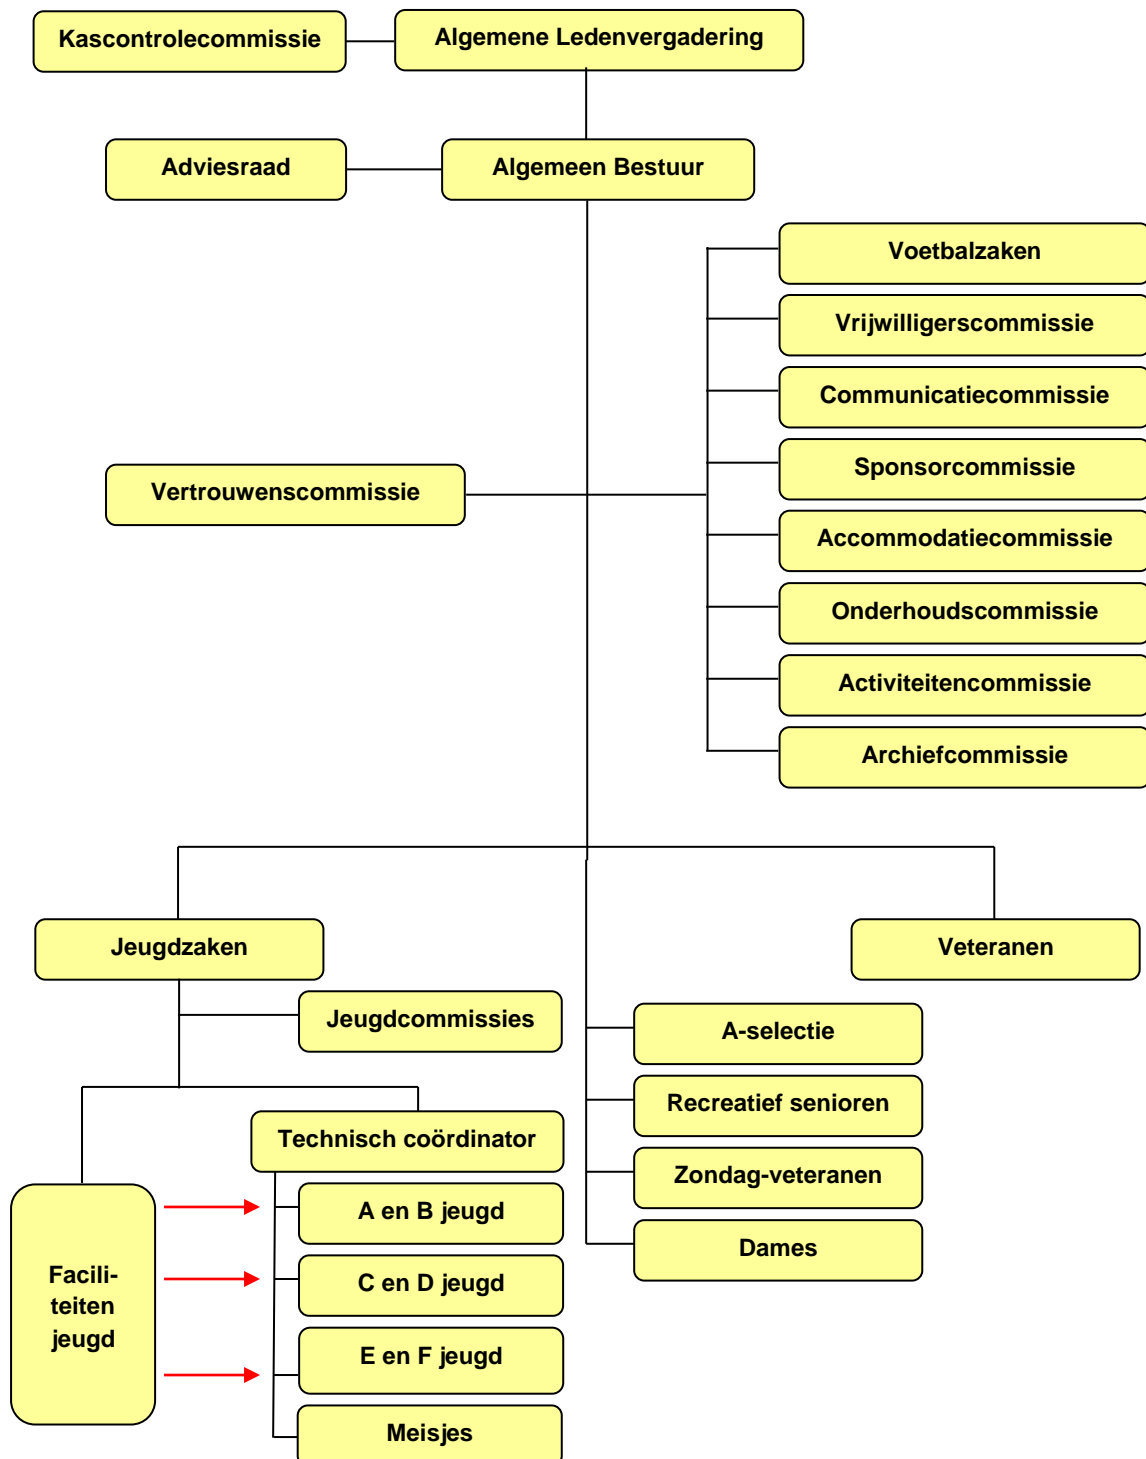 Kascontrolecommissie
Algemene Ledenvergadering
Adviesraad
Algemeen Bestuur
Voetbalzaken
Vrijwilligerscommissie
Communicatiecommissie
Sponsorcommissie
Vertrouwenscommissie
Accommodatiecommissie
Onderhoudscommissie
Activiteitencommissie
Archiefcommissie
Jeugdzaken
Veteranen
Jeugdcommissies
A-selectie
Recreatief senioren
Technisch coördinator
Zondag-veteranen
A en B jeugd
Dames
Facili-
teiten
jeugd
C en D jeugd
E en F jeugd
Meisjes